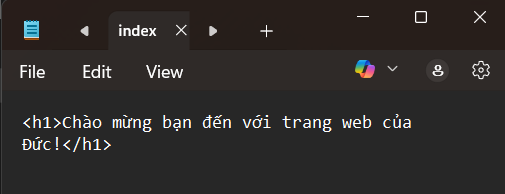 index
File Edit View
<h1>Chào mừng bạn đến với trang web của
Đức!</h1>